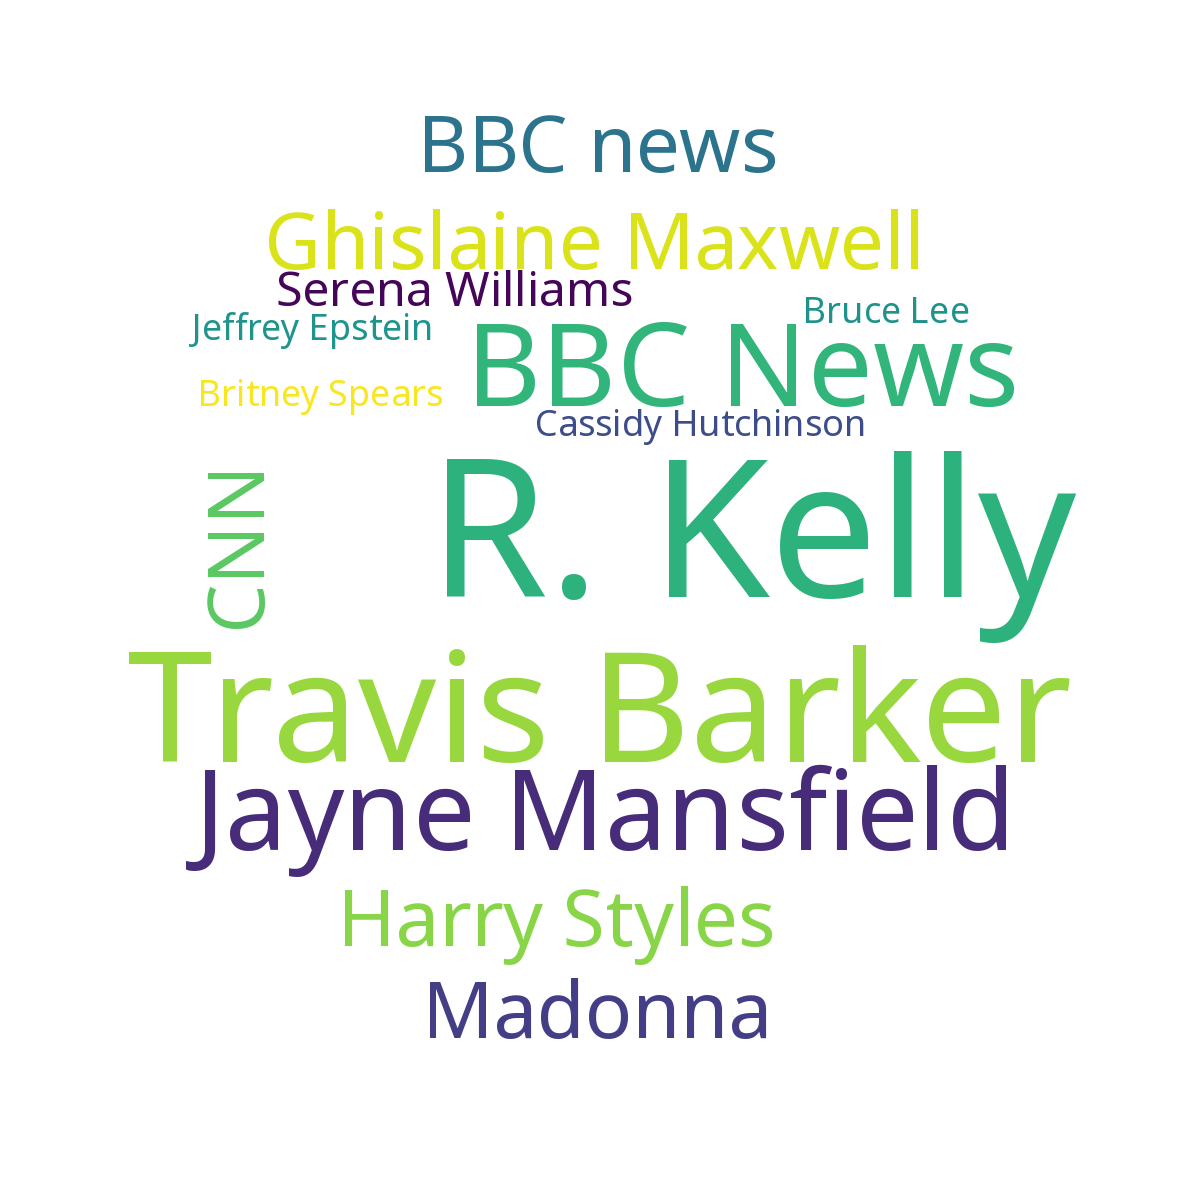 BBC news
Ghislaine Maxwell
Serena Williams
Bruce Lee
Jeffrey Epstein
BBC News
Britney Spears
Cassidy Hutchinson
CNN
R. Kelly
Travis Barker
Jayne Mansfield
Harry Styles
Madonna